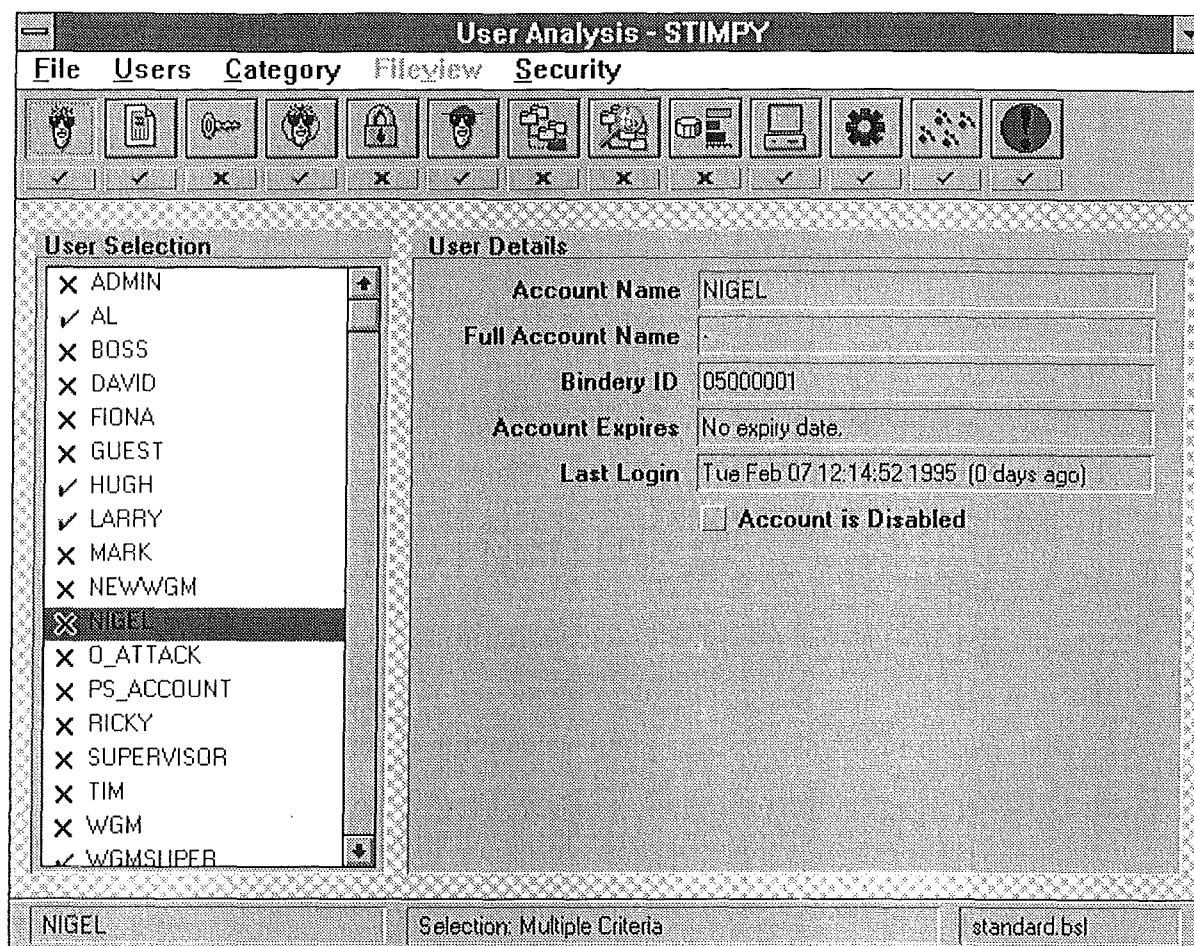 User Analysis - STIMPY
File Users Category Fileview Security
User Selection
ADMIN
AL
BOSS
DAVID
FIONA
GUEST
HUGH
LARRY
MARK
NEWWGM
NIGEL
O_ATTACK
PS_ACCOUNT
RICKY
SUPERVISOR
TIM
WGM
WGMSUPER
User Details
Account Name NIGEL
Full Account Name -
Bindery ID 05000001
Account Expires No expiry date.
Last Login Tue Feb 07 12:14:52 1995 (0 days ago)
Account is Disabled
NIGEL Selection: Multiple Criteria standard.bsl